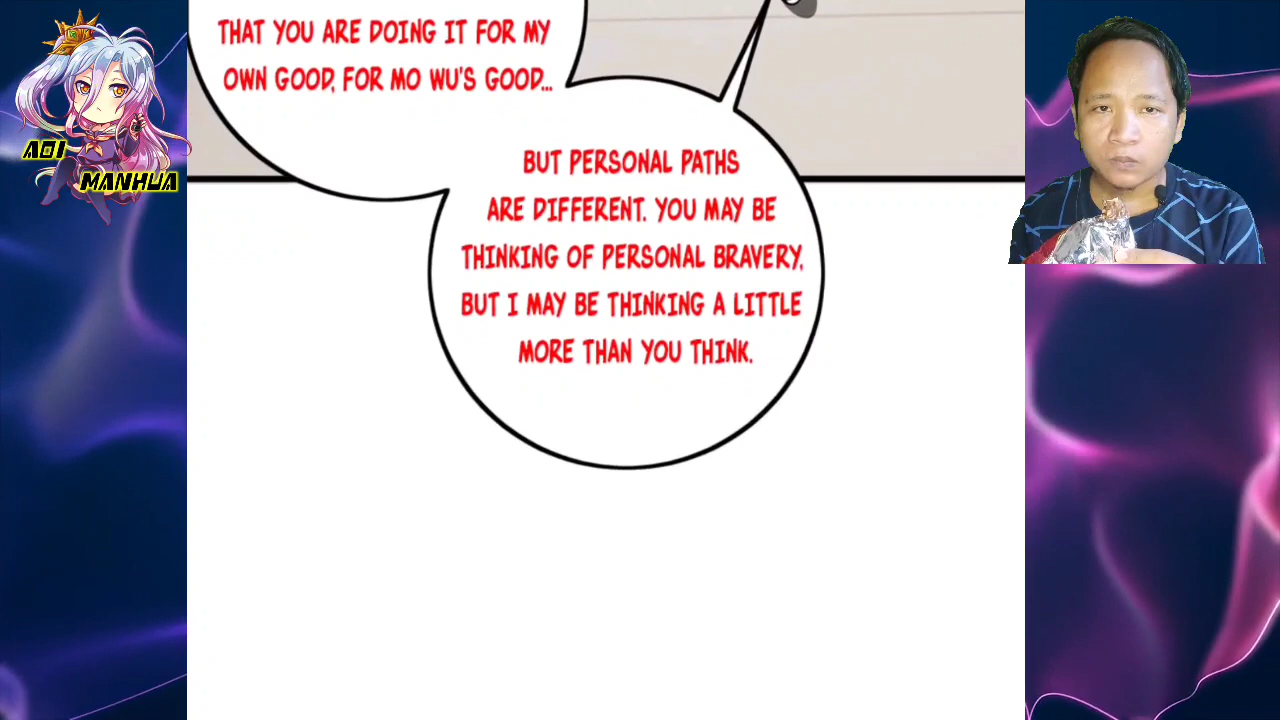 THAT YOU ARE DOING IT FOR MY
OWN GOOD, FOR MO WU'S GOOD...
BUT PERSONAL PATHS
ARE DIFFERENT. YOU MAY BE
THINKING OF PERSONAL BRAVERY,
BUT I MAY BE THINKING A LITTLE
MORE THAN YOU THINK.
AOI
MANHUA